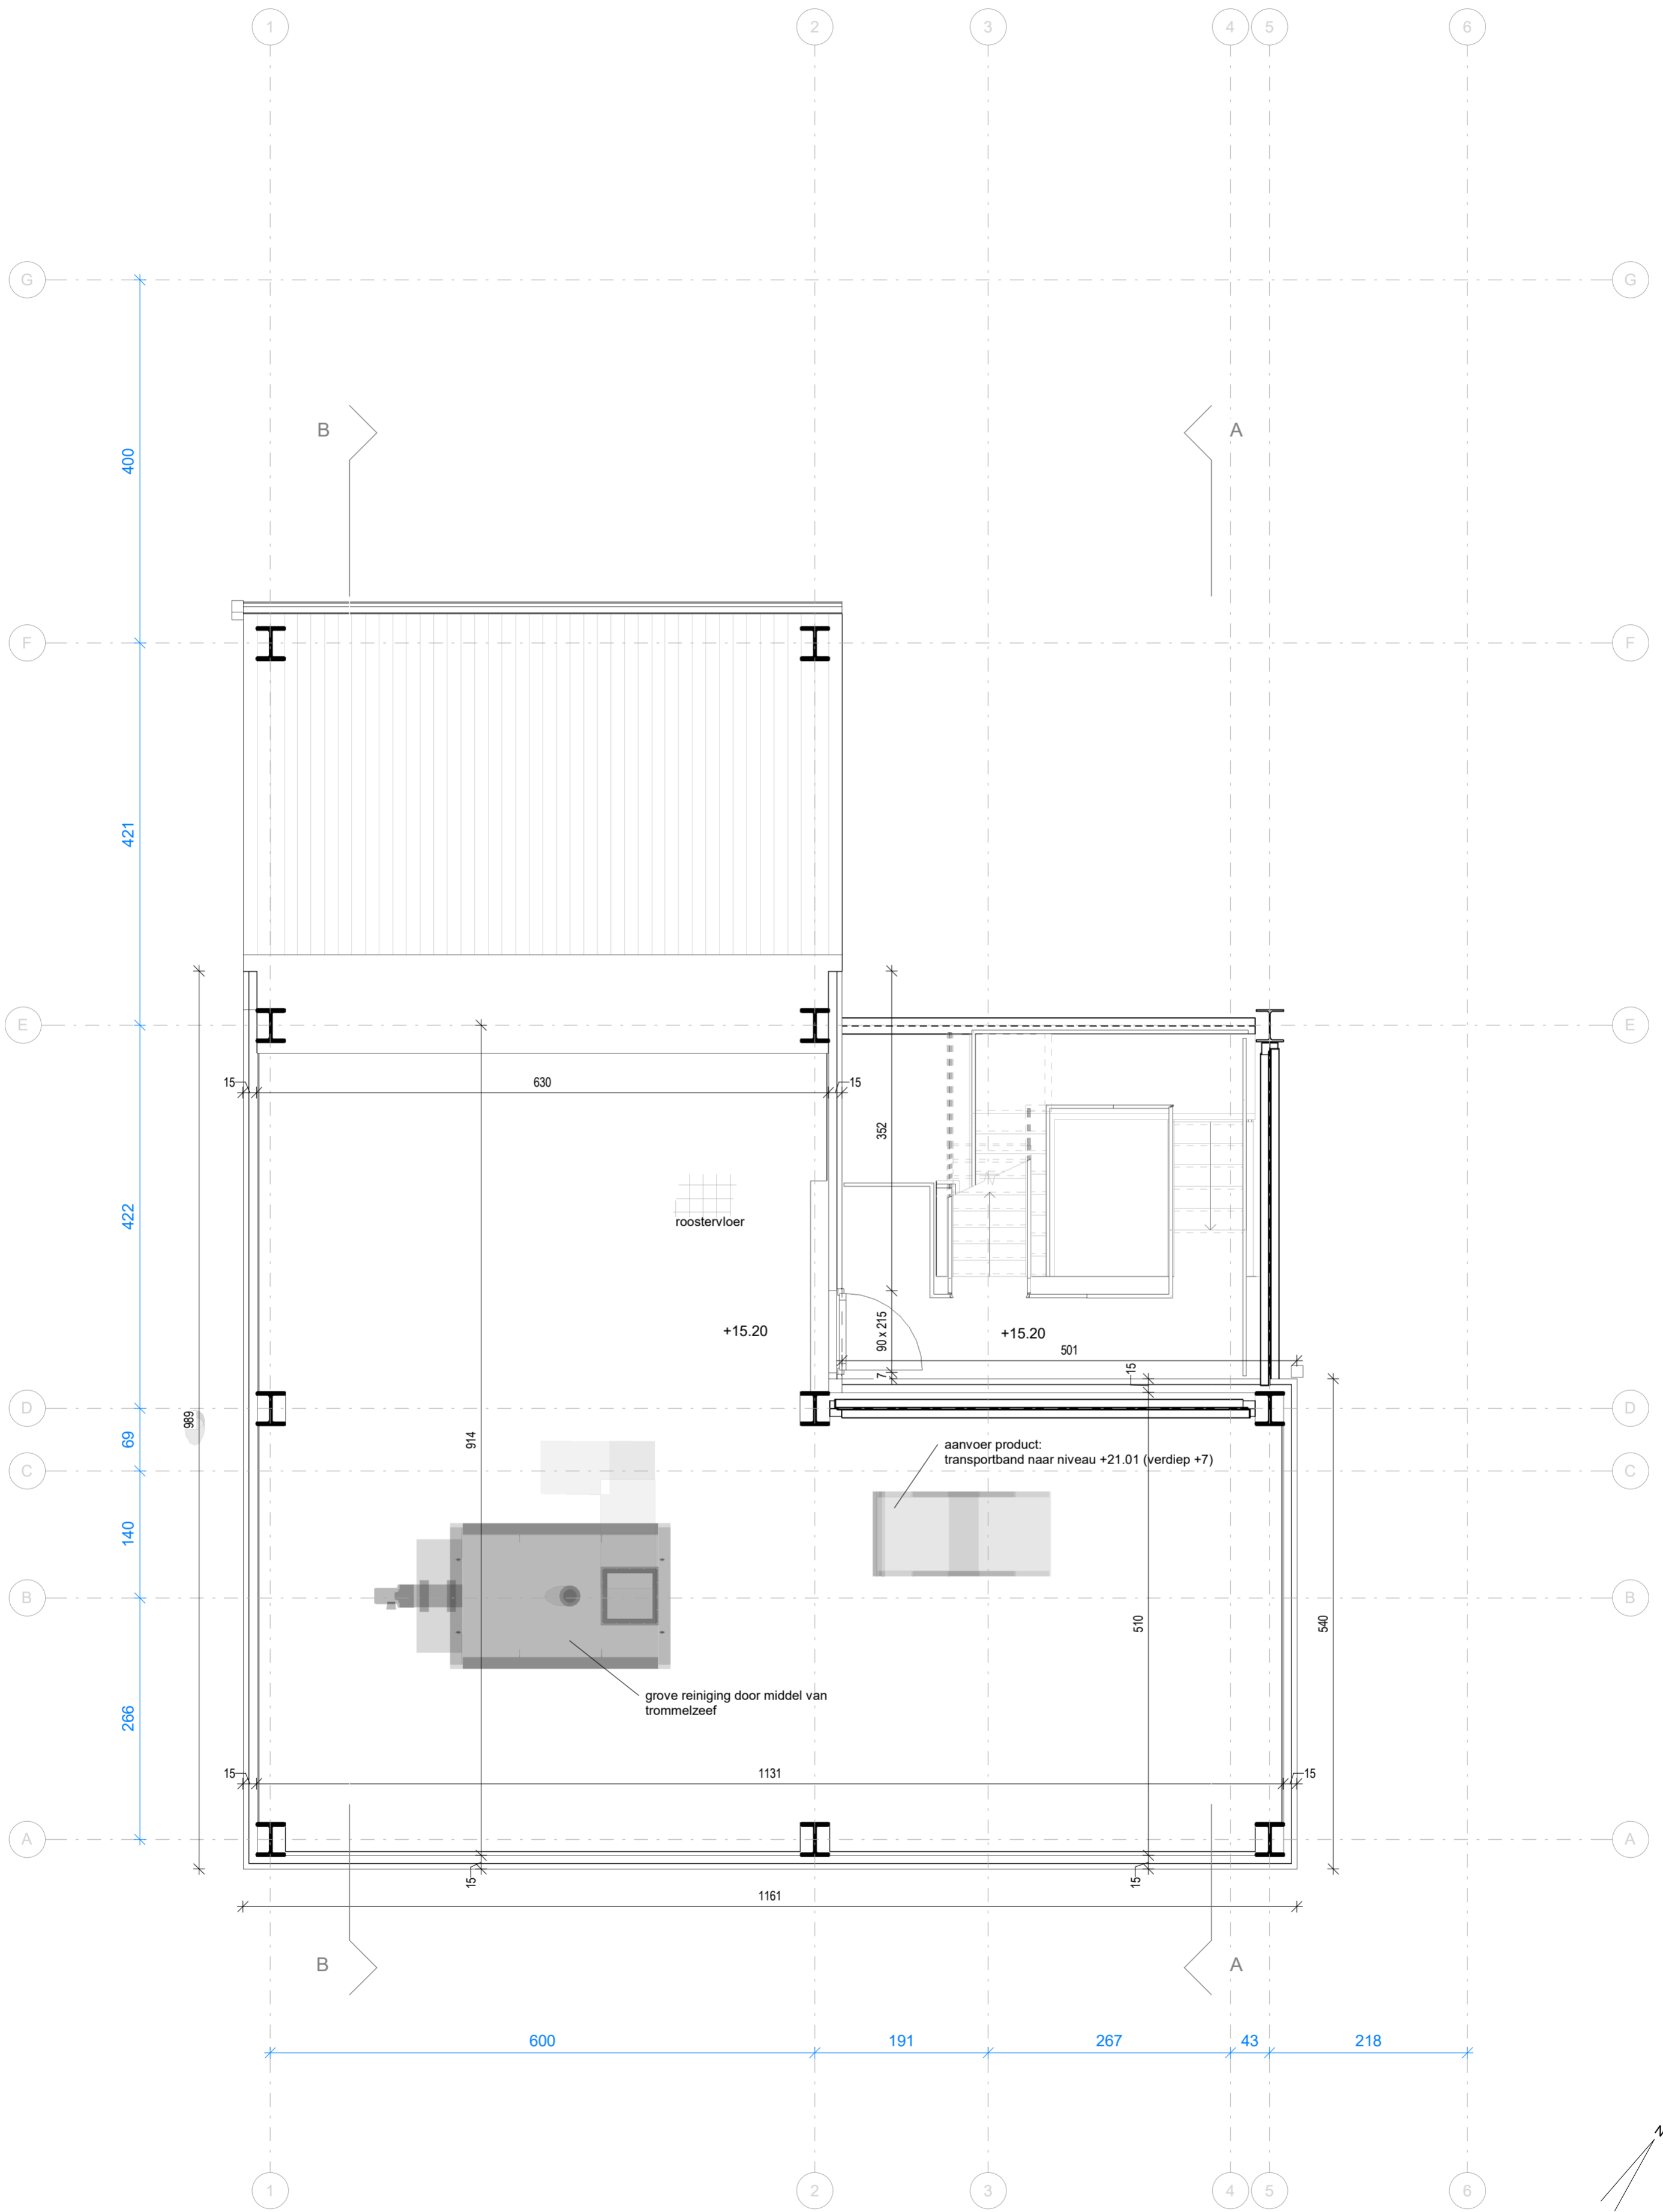 1 2 3 4 5 6
G G
B A
400
F F
421
E E
15 630 15
352
422
roostervloer
+15.20
90 x 215
+15.20
501
7
15
D D
989
69
914
aanvoer product:
transportband naar niveau +21.01 (verdiep +7)
C C
140
B B
510
540
grove reiniging door middel van
trommelzeef
266
15 1131 15
A A
15
15
1161
B A
600 191 267 43 218
N
1 2 3 4 5 6